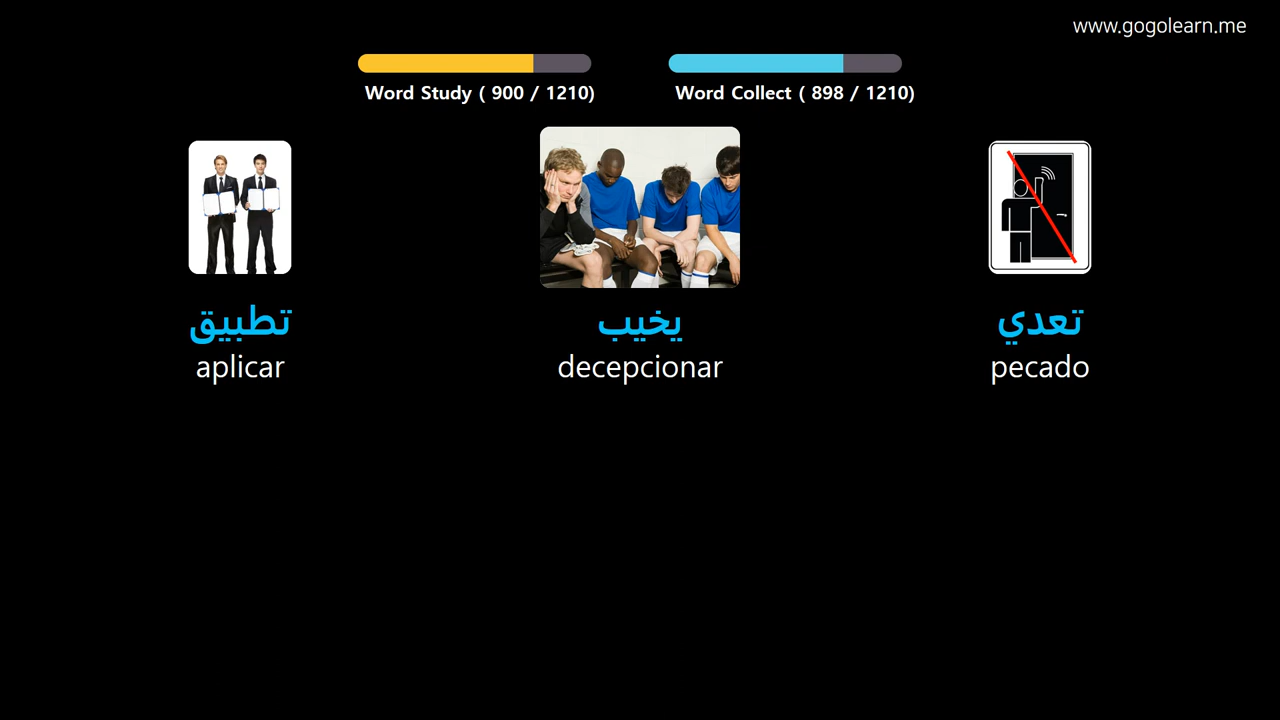 www.gogolearn.me
Word Study ( 900 / 1210)
Word Collect ( 898 / 1210)
تطبيق
aplicar
يخيب
decepcionar
تعدي
pecado